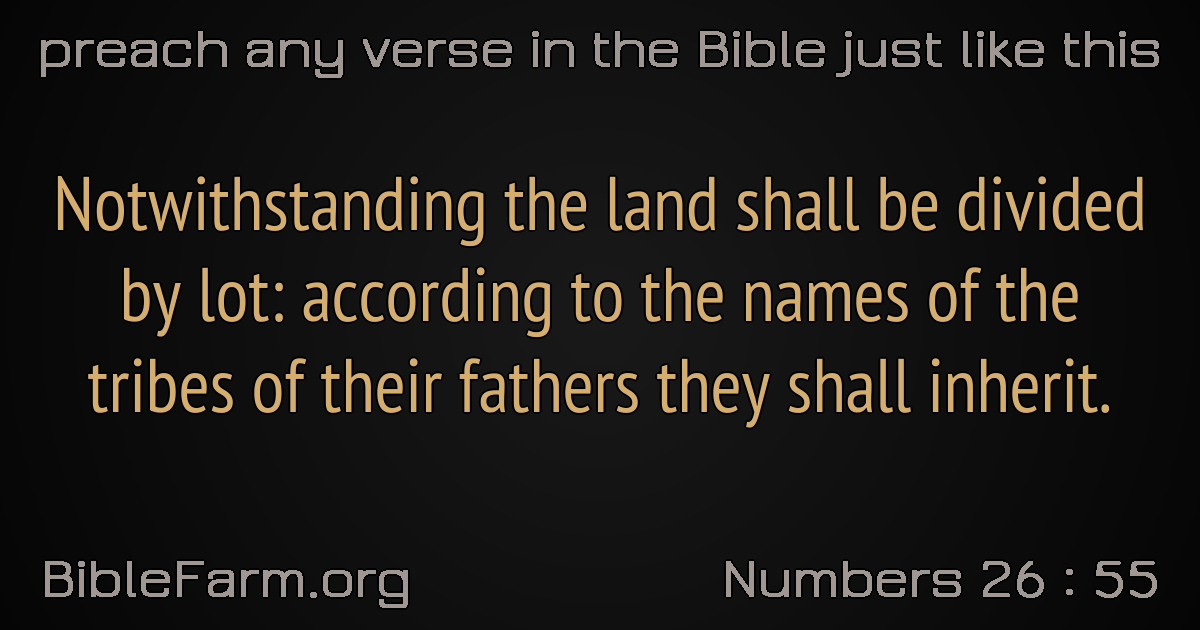 preach any verse in the Bible just like this
Notwithstanding the land shall be divided
by lot: according to the names of the
tribes of their fathers they shall inherit.
BibleFarm.org
Numbers 26 : 55